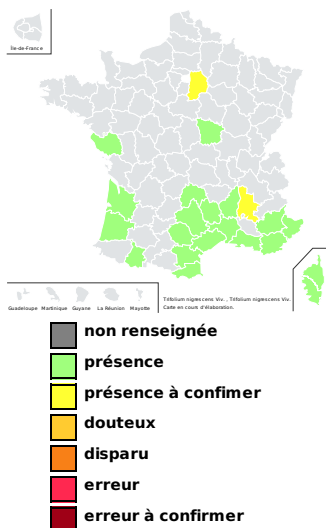 Île-de-France
Guadeloupe Martinique Guyane La Réunion Mayotte
Trifolium nigrescens Viv. , Trifolium nigrescens Viv.
Carte en cours d'élaboration.
non renseignée
présence
présence à confimer
douteux
disparu
erreur
erreur à confirmer